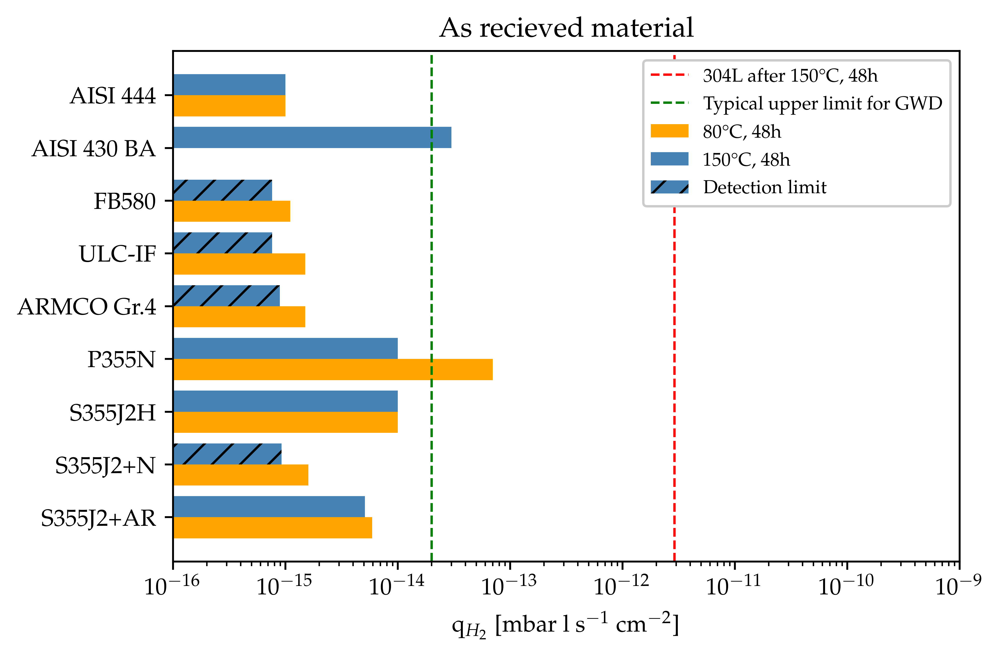 As recieved material
304L after 150°C, 48h
Typical upper limit for GWD
80°C, 48h
150°C, 48h
Detection limit
AISI 444
AISI 430 BA
FB580
ULC-IF
ARMCO Gr.4
P355N
S355J2H
S355J2+N
S355J2+AR
10⁻¹⁶ 10⁻¹⁵ 10⁻¹⁴ 10⁻¹³ 10⁻¹² 10⁻¹¹ 10⁻¹⁰ 10⁻⁹
q_{H₂} [mbar l s⁻¹ cm⁻²]